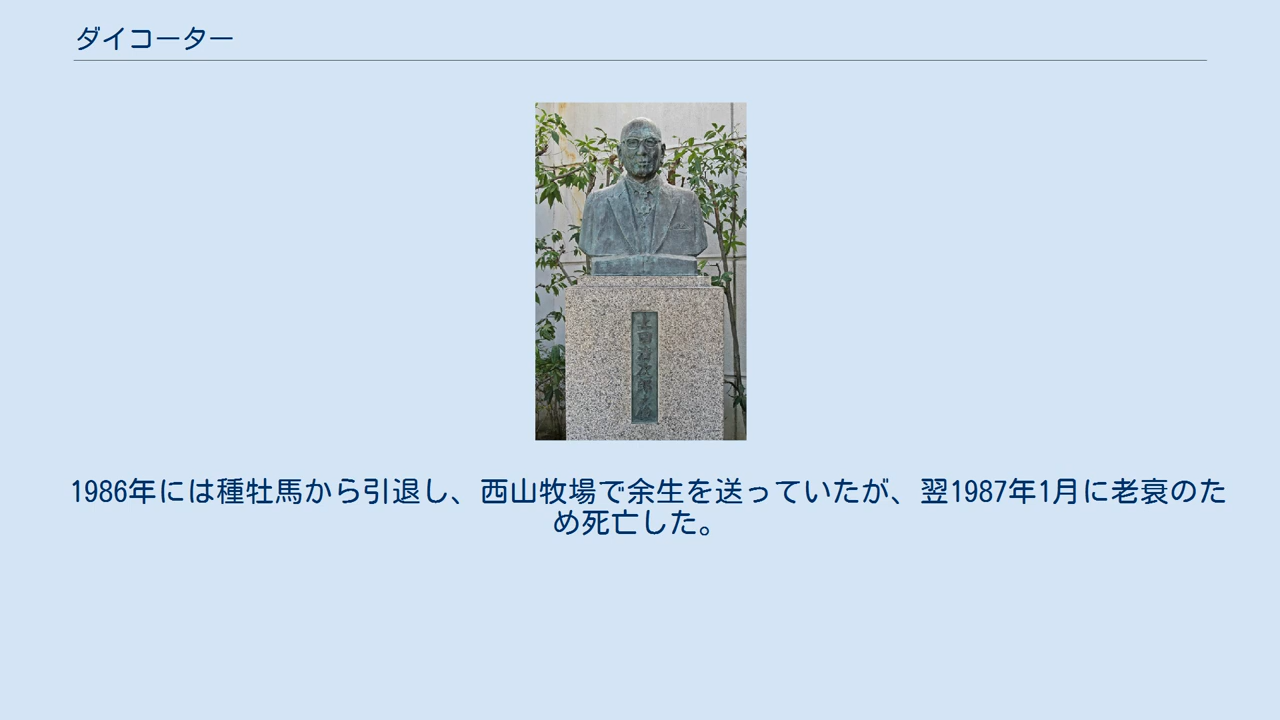 ダイコーター
1986年には種牡馬から引退し、西山牧場で余生を送っていたが、翌1987年1月に老衰のた
め死亡した。